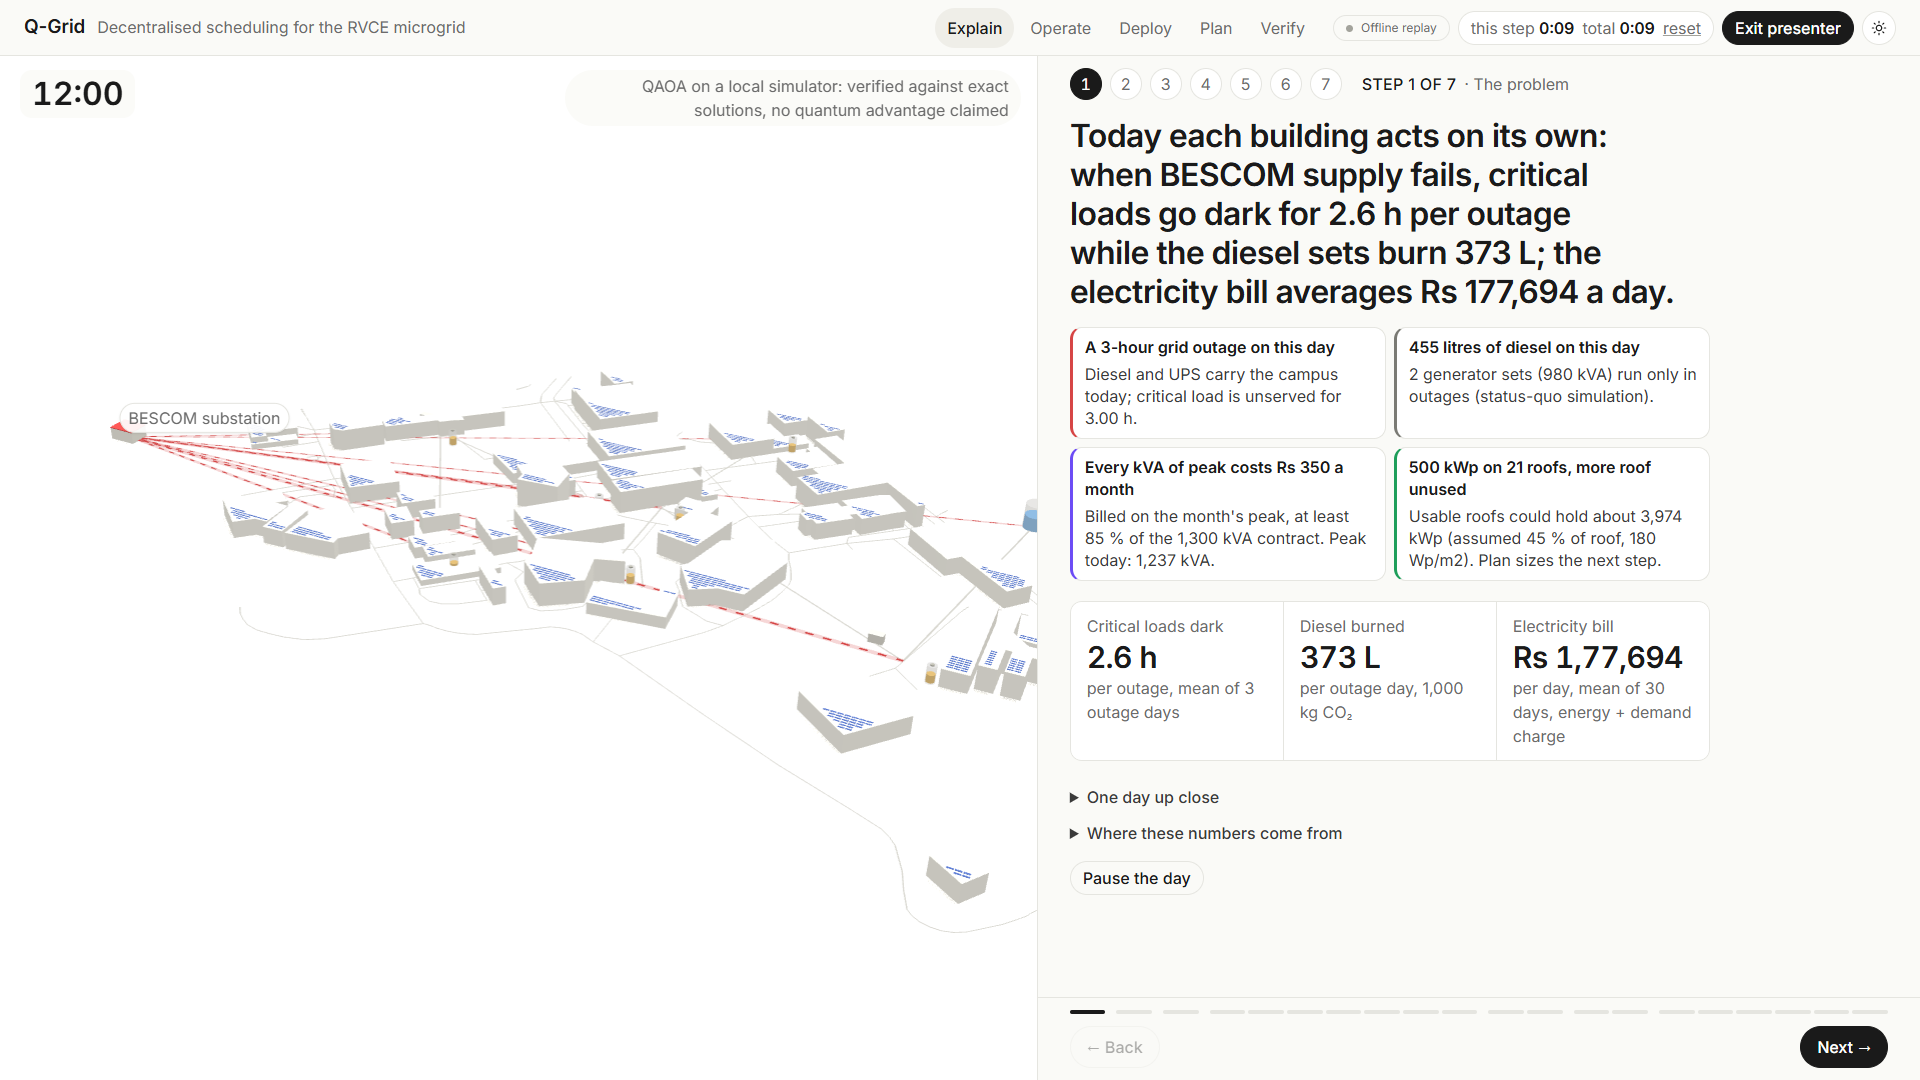 Q-Grid Decentralised scheduling for the RVCE microgrid
Explain Operate Deploy Plan Verify
Offline replay
this step 0:09 total 0:09 reset
Exit presenter
12:00
QAOA on a local simulator: verified against exact
solutions, no quantum advantage claimed
BESCOM substation
1 2 3 4 5 6 7 STEP 1 OF 7 · The problem
Today each building acts on its own:
when BESCOM supply fails, critical
loads go dark for 2.6 h per outage
while the diesel sets burn 373 L; the
electricity bill averages Rs 177,694 a day.
A 3-hour grid outage on this day
Diesel and UPS carry the campus
today; critical load is unserved for
3.00 h.
455 litres of diesel on this day
2 generator sets (980 kVA) run only in
outages (status-quo simulation).
Every kVA of peak costs Rs 350 a
month
Billed on the month's peak, at least
85 % of the 1,300 kVA contract. Peak
today: 1,237 kVA.
500 kWp on 21 roofs, more roof
unused
Usable roofs could hold about 3,974
kWp (assumed 45 % of roof, 180
Wp/m2). Plan sizes the next step.
Critical loads dark
2.6 h
per outage, mean of 3
outage days
Diesel burned
373 L
per outage day, 1,000
kg CO₂
Electricity bill
Rs 1,77,694
per day, mean of 30
days, energy + demand
charge
▶ One day up close
▶ Where these numbers come from
Pause the day
← Back
Next →